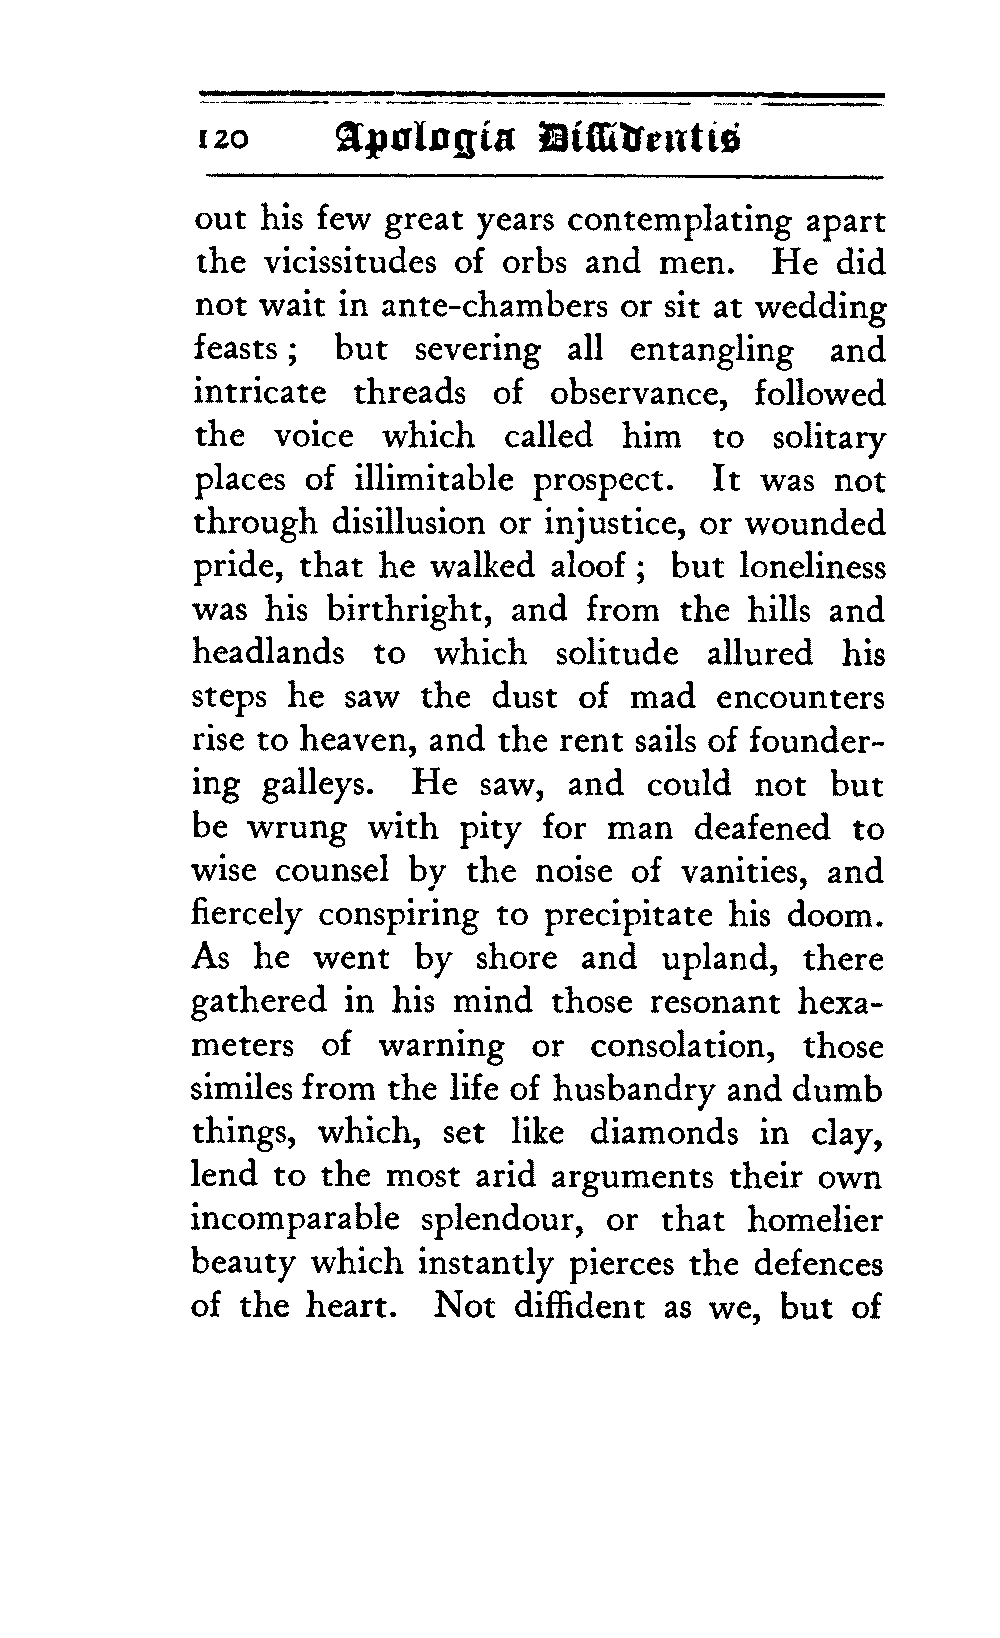 120 Apologia Diffidentis
out his few great years contemplating apart
the vicissitudes of orbs and men. He did
not wait in ante-chambers or sit at wedding
feasts ; but severing all entangling and
intricate threads of observance, followed
the voice which called him to solitary
places of illimitable prospect. It was not
through disillusion or injustice, or wounded
pride, that he walked aloof ; but loneliness
was his birthright, and from the hills and
headlands to which solitude allured his
steps he saw the dust of mad encounters
rise to heaven, and the rent sails of founder-
ing galleys. He saw, and could not but
be wrung with pity for man deafened to
wise counsel by the noise of vanities, and
fiercely conspiring to precipitate his doom.
As he went by shore and upland, there
gathered in his mind those resonant hexa-
meters of warning or consolation, those
similes from the life of husbandry and dumb
things, which, set like diamonds in clay,
lend to the most arid arguments their own
incomparable splendour, or that homelier
beauty which instantly pierces the defences
of the heart. Not diffident as we, but of